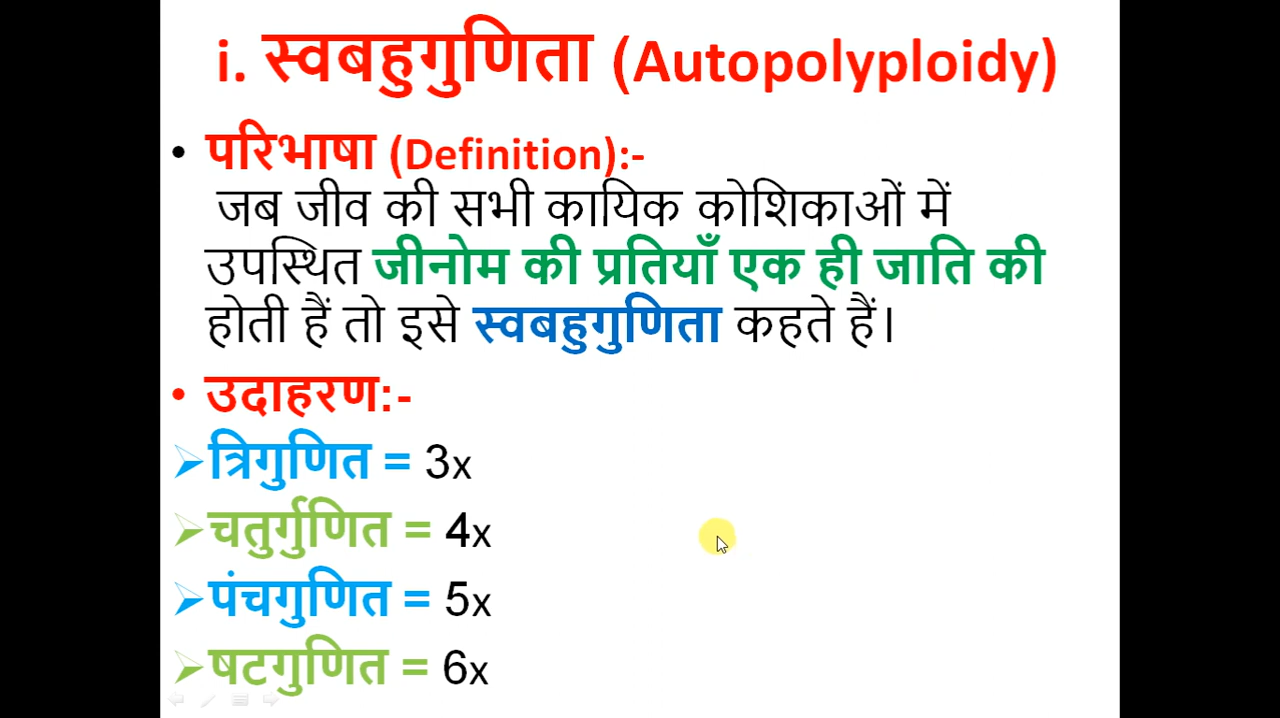 i. स्वबहुगुणिता (Autopolyploidy)
• परिभाषा (Definition):-
जब जीव की सभी कायिक कोशिकाओं में
उपस्थित जीनोम की प्रतियाँ एक ही जाति की
होती हैं तो इसे स्वबहुगुणिता कहते हैं।
• उदाहरण:-
➢त्रिगुणित = 3x
➢चतुर्गुणित = 4x
➢पंचगुणित = 5x
➢षटगुणित = 6x